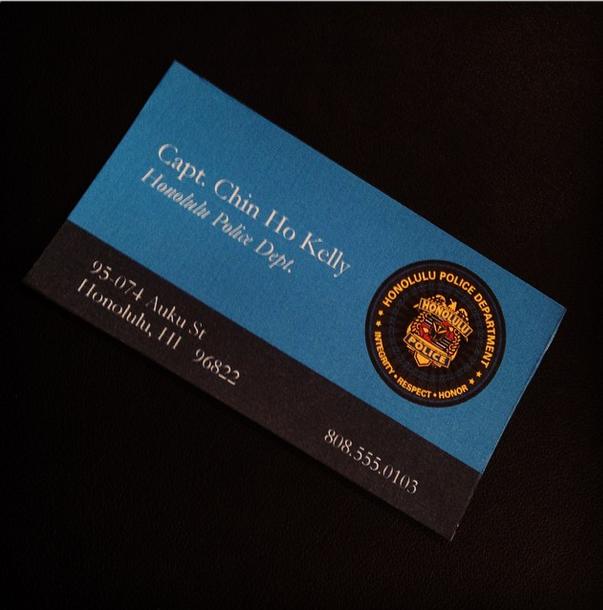 Capt. Chin Ho Kelly
Honolulu Police Dept.
HONOLULU POLICE DEPARTMENT
HONOLULU
POLICE
INTEGRITY • RESPECT • HONOR
95-074 Auku St
Honolulu, HI 96822
808.555.0103